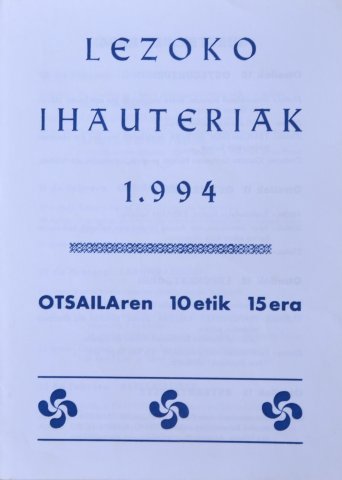 LEZOKO
IHAUTERIAK
1.994
OTSAILAren 10etik 15era